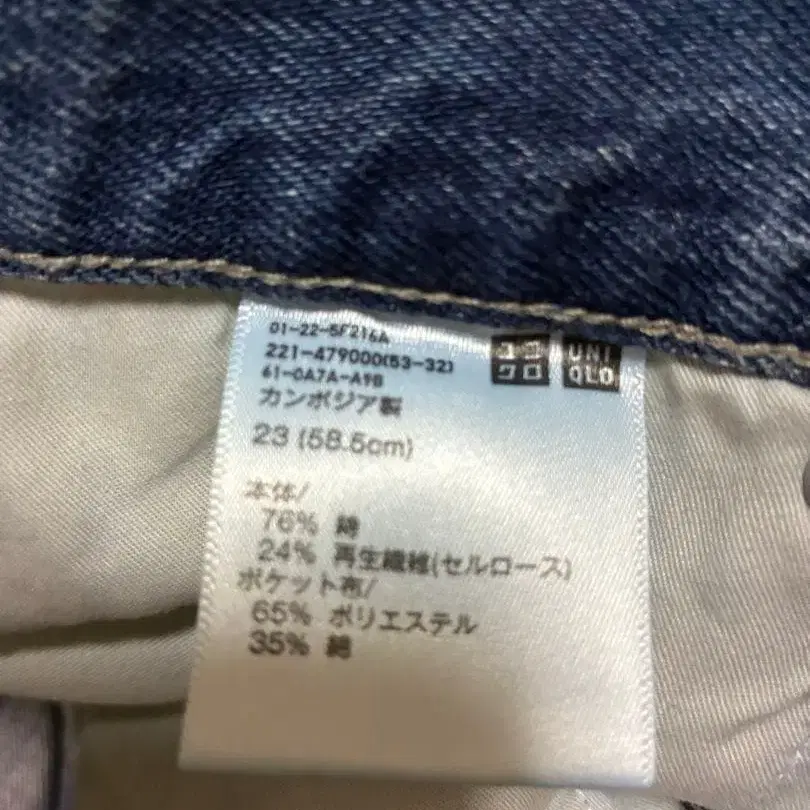 01-22-5F216A
221-479000(53-32)
61-0A7A-A9B
カンボジア製
ユニ
クロ
UNI
QLO
23 (58.5cm)
本体/
76% 綿
24% 再生繊維(セルロース)
ポケット布/
65% ポリエステル
35% 綿